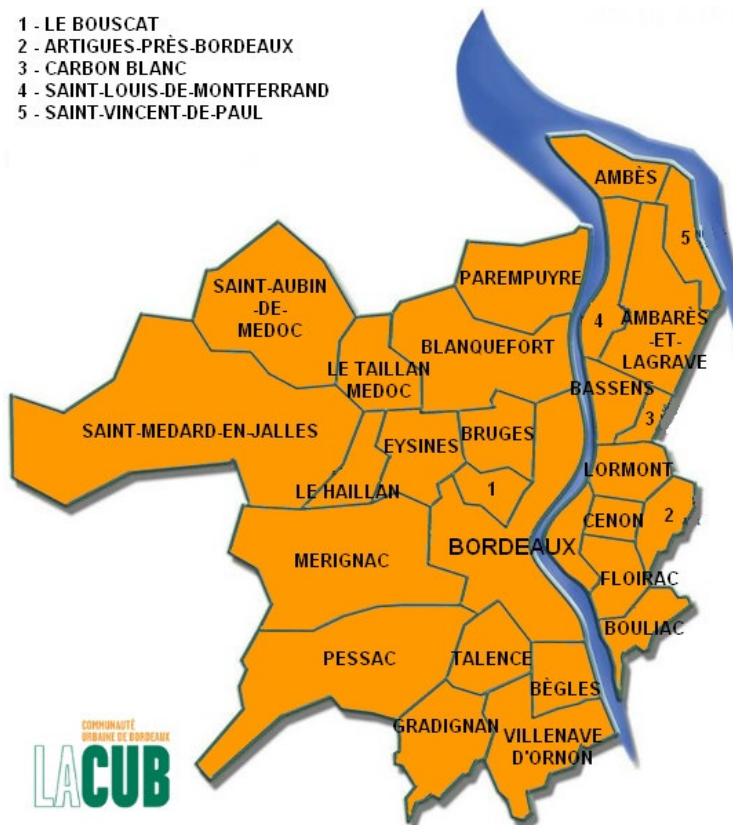 1 - LE BOUSCAT
2 - ARTIGUES-PRÈS-BORDEAUX
3 - CARBON BLANC
4 - SAINT-LOUIS-DE-MONTFERRAND
5 - SAINT-VINCENT-DE-PAUL
AMBÈS
5
PAREMPUYRE
SAINT-AUBIN
-DE-
MEDOC
4
AMBARÈS
-ET-
LAGRAVE
BLANQUEFORT
LE TAILLAN
MEDOC
BASSENS
3
SAINT-MEDARD-EN-JALLES
EYSINES
BRUGES
LORMONT
LE HAILLAN
1
CENON
2
BORDEAUX
MERIGNAC
FLOIRAC
BOULIAC
PESSAC
TALENCE
BÈGLES
GRADIGNAN
VILLENAVE
D'ORNON
COMMUNAUTÉ
URBAINE DE BORDEAUX
LACUB